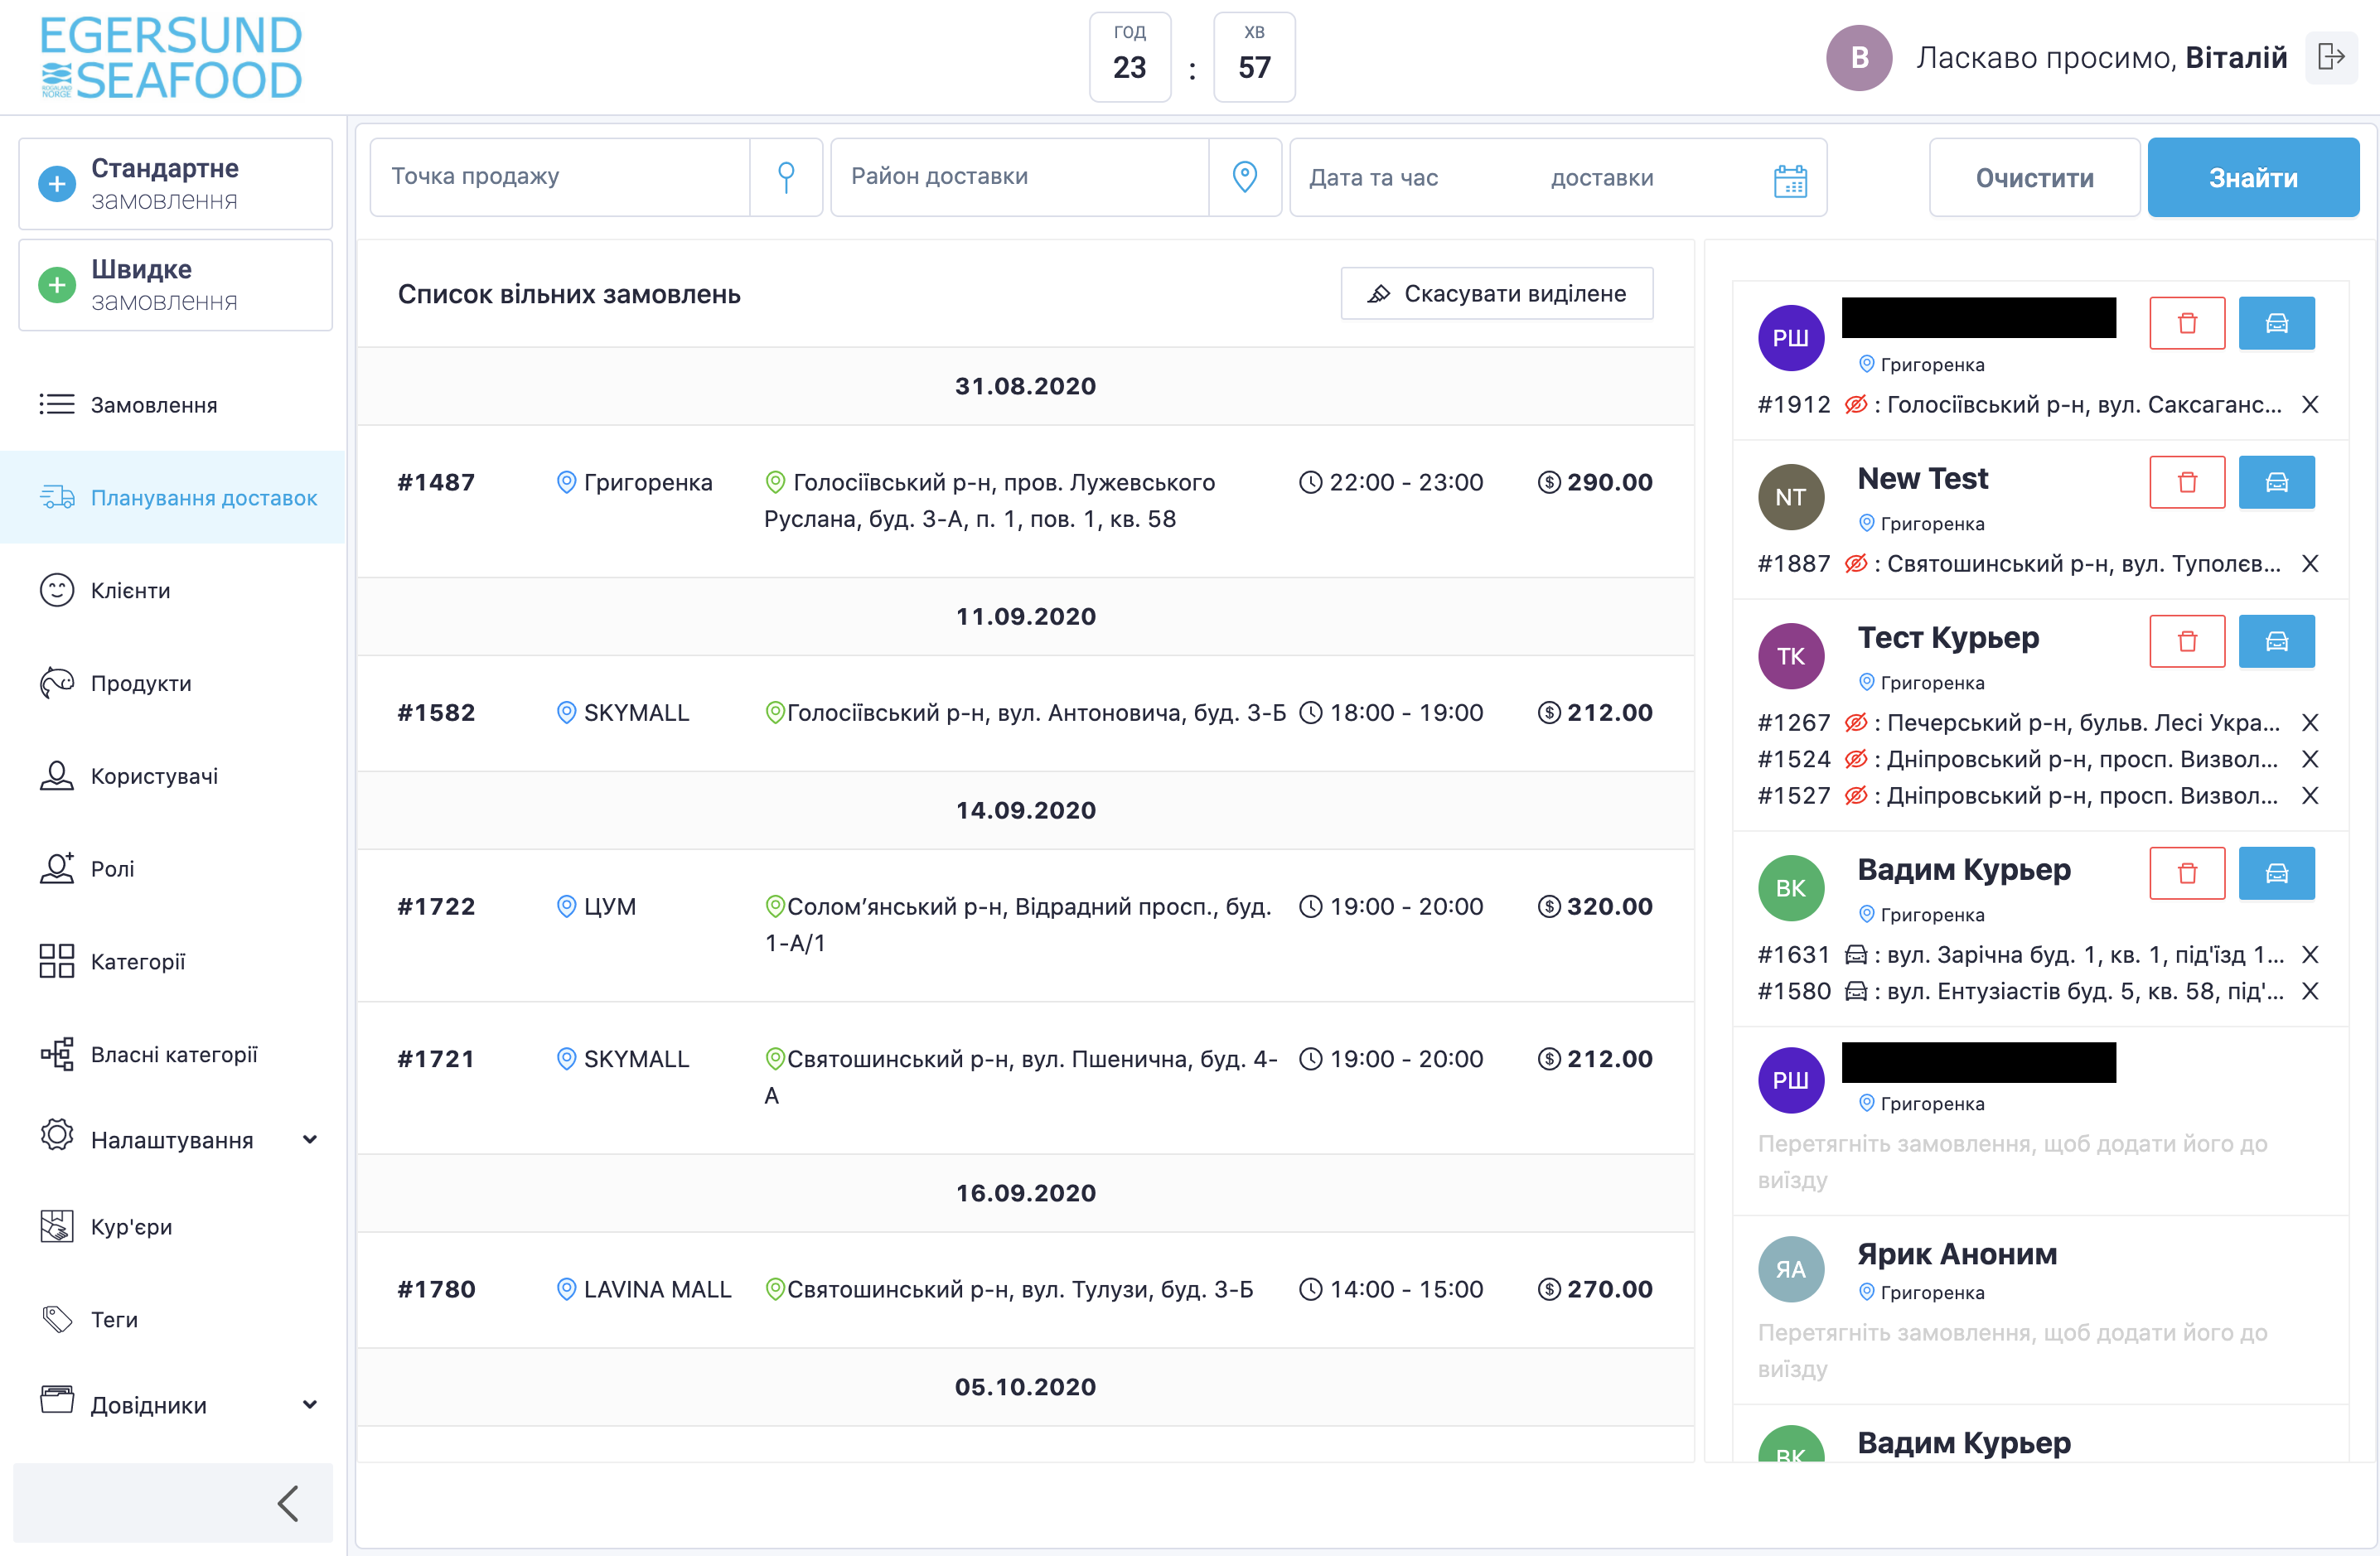 EGERSUND
SEAFOOD
ROGALAND
NORGE
ГОД
23
:
ХВ
57
В
Ласкаво просимо, Віталій
Стандартне
замовлення
Швидке
замовлення
Замовлення
Планування доставок
Клієнти
Продукти
Користувачі
Ролі
Категорії
Власні категорії
Налаштування
Кур'єри
Теги
Довідники
Точка продажу
Район доставки
Дата та час доставки
Очистити
Знайти
Список вільних замовлень
Скасувати виділене
31.08.2020
#1487 Григоренка Голосіївський р-н, пров. Лужевського 22:00 - 23:00 290.00
Руслана, буд. 3-А, п. 1, пов. 1, кв. 58
11.09.2020
#1582 SKYMALL Голосіївський р-н, вул. Антоновича, буд. 3-Б 18:00 - 19:00 212.00
14.09.2020
#1722 ЦУМ Солом’янський р-н, Відрадний просп., буд. 19:00 - 20:00 320.00
1-А/1
#1721 SKYMALL Святошинський р-н, вул. Пшенична, буд. 4- 19:00 - 20:00 212.00
А
16.09.2020
#1780 LAVINA MALL Святошинський р-н, вул. Тулузи, буд. 3-Б 14:00 - 15:00 270.00
05.10.2020
РШ
Григоренка
#1912 : Голосіївський р-н, вул. Саксаганс... X
NT
New Test
Григоренка
#1887 : Святошинський р-н, вул. Туполєв... X
ТК
Тест Курьер
Григоренка
#1267 : Печерський р-н, бульв. Лесі Укра... X
#1524 : Дніпровський р-н, просп. Визвол... X
#1527 : Дніпровський р-н, просп. Визвол... X
ВК
Вадим Курьер
Григоренка
#1631 : вул. Зарічна буд. 1, кв. 1, під'їзд 1... X
#1580 : вул. Ентузіастів буд. 5, кв. 58, під'... X
РШ
Григоренка
Перетягніть замовлення, щоб додати його до
виїзду
ЯА
Ярик Аноним
Григоренка
Перетягніть замовлення, щоб додати його до
виїзду
ВК
Вадим Курьер